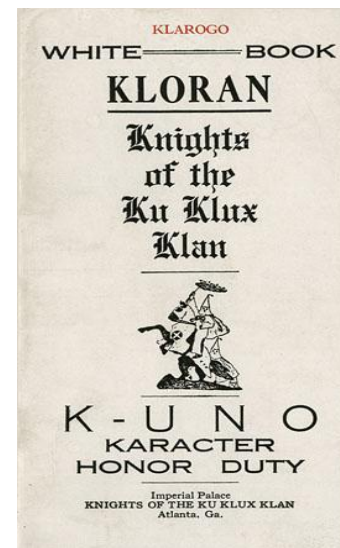 KLAROGO
WHITE BOOK
KLORAN
Knights
of the
Ku Klux
Klan
K-UNO
KARACTER
HONOR DUTY
Imperial Palace
KNIGHTS OF THE KU KLUX KLAN
Atlanta, Ga.